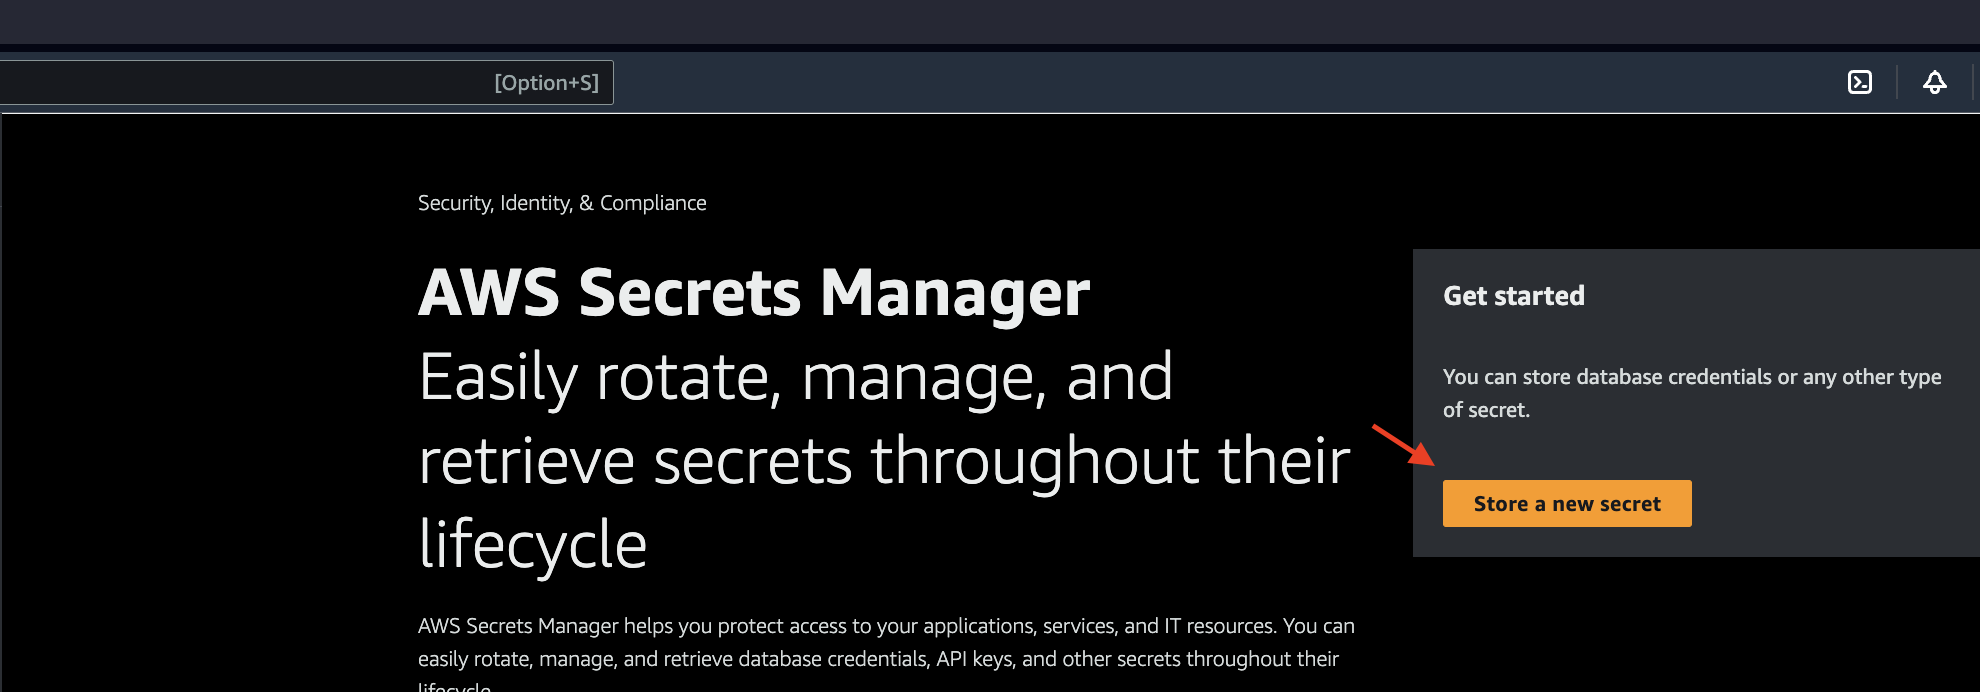 [Option+S]
Security, Identity, & Compliance
AWS Secrets Manager
Easily rotate, manage, and
retrieve secrets throughout their
lifecycle
AWS Secrets Manager helps you protect access to your applications, services, and IT resources. You can
easily rotate, manage, and retrieve database credentials, API keys, and other secrets throughout their
lifecycle.
Get started
You can store database credentials or any other type
of secret.
Store a new secret